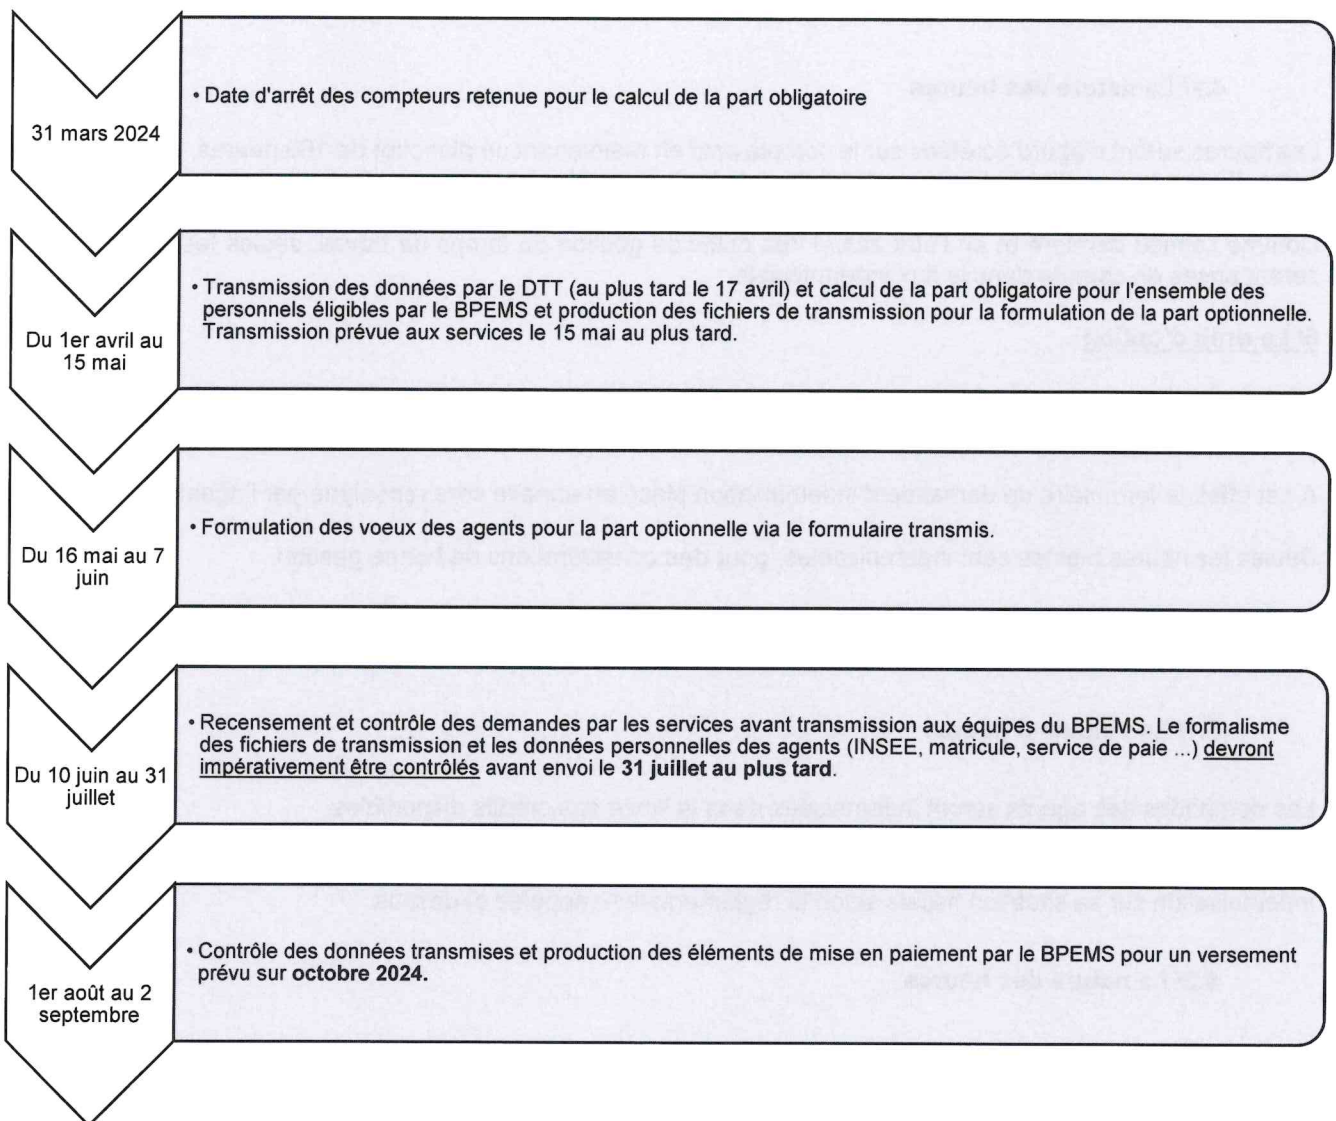 31 mars 2024
• Date d'arrêt des compteurs retenue pour le calcul de la part obligatoire
Du 1er avril au
15 mai
• Transmission des données par le DTT (au plus tard le 17 avril) et calcul de la part obligatoire pour l'ensemble des
personnels éligibles par le BPEMS et production des fichiers de transmission pour la formulation de la part optionnelle.
Transmission prévue aux services le 15 mai au plus tard.
Du 16 mai au 7
juin
• Formulation des voeux des agents pour la part optionnelle via le formulaire transmis.
Du 10 juin au 31
juillet
• Recensement et contrôle des demandes par les services avant transmission aux équipes du BPEMS. Le formalisme
des fichiers de transmission et les données personnelles des agents (INSEE, matricule, service de paie ...) devront
impérativement être contrôlés avant envoi le 31 juillet au plus tard.
1er août au 2
septembre
• Contrôle des données transmises et production des éléments de mise en paiement par le BPEMS pour un versement
prévu sur octobre 2024.